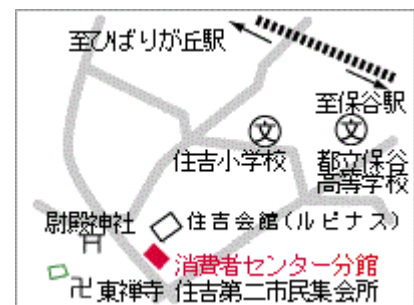 至ひばりが丘駅
至保谷駅
文
文
住吉小学校
都立保谷
高等学校
尉殿神社
住吉会館(ルピナス)
消費者センター分館
卍東禅寺
住吉第二市民集会所